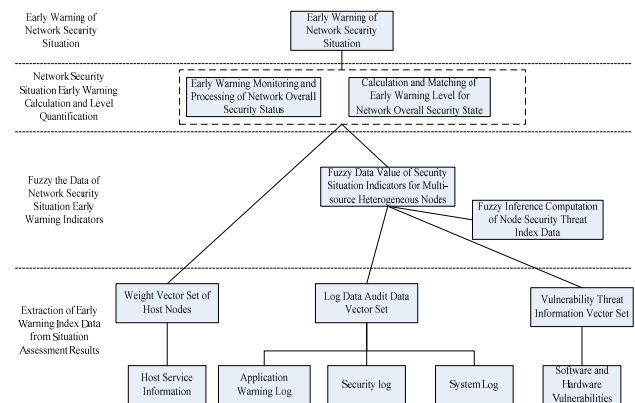 Early Warning of
Network Security
Situation
Early Warning of
Network Security
Situation
Network Security
Situation Early Warning
Calculation and Level
Quantification
Early Warning Monitoring and
Processing of Network Overall
Security Status
Calculation and Matching of
Early Warning Level for
Network Overall Security State
Fuzzy the Data of
Network Security
Situation Early
Warning Indicators
Fuzzy Data Value of Security
Situation Indicators for Multi-
source Heterogeneous Nodes
Fuzzy Inference Computation
of Node Security Threat
Index Data
Extraction of Early
Warning Index Data
from Situation
Assessment Results
Weight Vector Set of
Host Nodes
Log Data Audit Data
Vector Set
Vulnerability Threat
Information Vector Set
Host Service
Information
Application
Warning Log
Security log
System Log
Software and
Hardware
Vulnerabilities